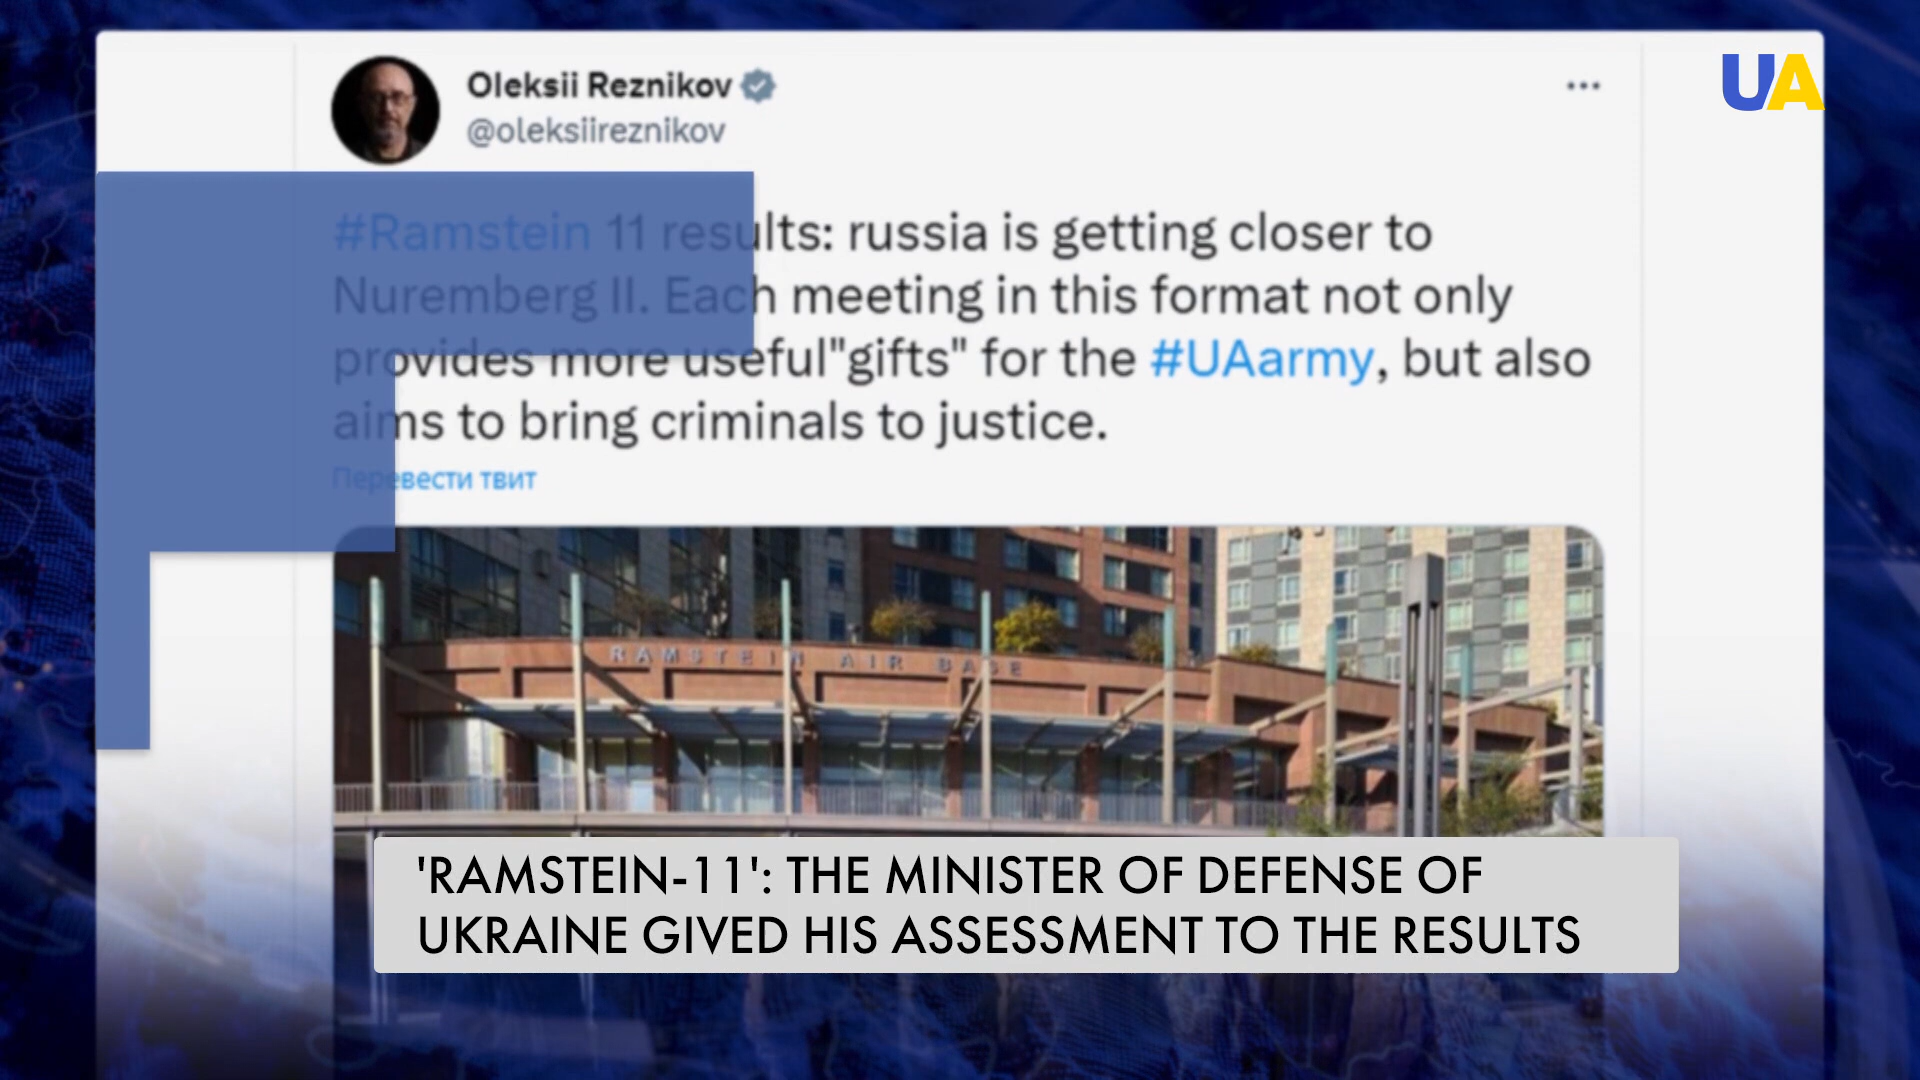 Oleksii Reznikov
@oleksiireznikov
UA
#Ramstein 11 results: russia is getting closer to
Nuremberg II. Each meeting in this format not only
provides more useful"gifts" for the #UAarmy, but also
aims to bring criminals to justice.
Перевести твит
RAMSTEIN AIR BASE
'RAMSTEIN-11': THE MINISTER OF DEFENSE OF
UKRAINE GIVED HIS ASSESSMENT TO THE RESULTS